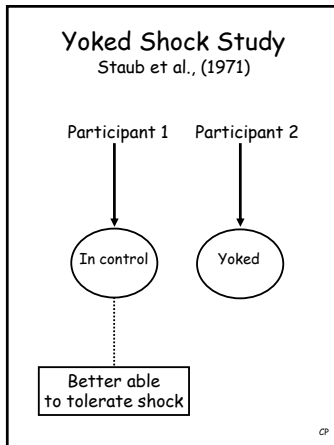 Yoked Shock Study
Staub et al., (1971)
Participant 1 Participant 2
In control Yoked
Better able
to tolerate shock
CP